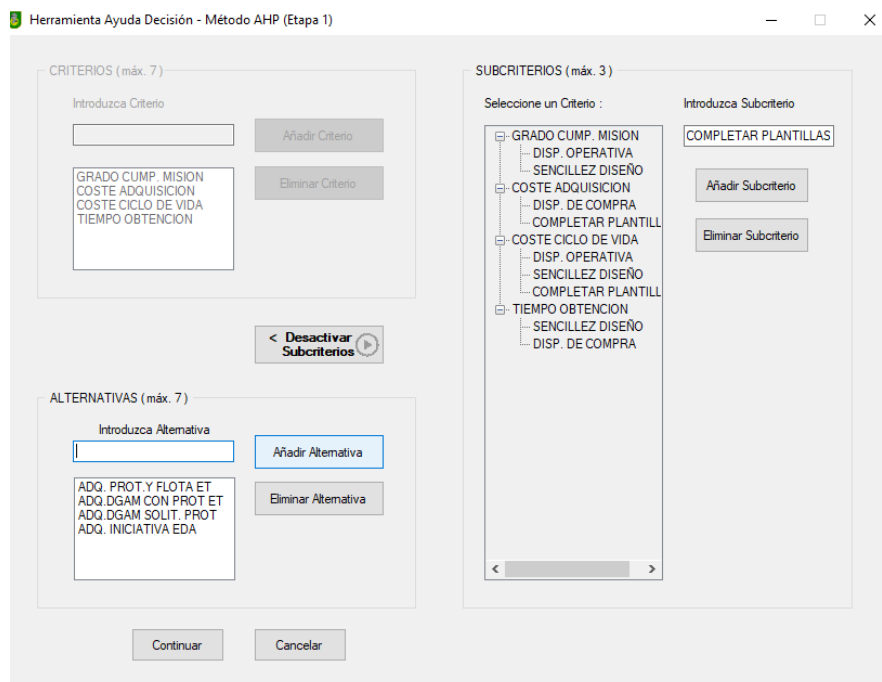 Herramienta Ayuda Decisión - Método AHP (Etapa 1)
CRITERIOS (máx. 7)
Introduzca Criterio
Añadir Criterio
GRADO CUMP. MISION
COSTE ADQUISICION
COSTE CICLO DE VIDA
TIEMPO OBTENCION
Eliminar Criterio
< Desactivar
Subcriterios
ALTERNATIVAS (máx. 7)
Introduzca Alternativa
Añadir Alternativa
ADQ. PROT.Y FLOTA ET
ADQ.DGAM CON PROT ET
ADQ.DGAM SOLIT. PROT
ADQ. INICIATIVA EDA
Eliminar Alternativa
Continuar
Cancelar
SUBCRITERIOS (máx. 3)
Seleccione un Criterio :
GRADO CUMP. MISION
DISP. OPERATIVA
SENCILLEZ DISEÑO
COSTE ADQUISICION
DISP. DE COMPRA
COMPLETAR PLANTILL
COSTE CICLO DE VIDA
DISP. OPERATIVA
SENCILLEZ DISEÑO
COMPLETAR PLANTILL
TIEMPO OBTENCION
SENCILLEZ DISEÑO
DISP. DE COMPRA
Introduzca Subcriterio
COMPLETAR PLANTILLAS
Añadir Subcriterio
Eliminar Subcriterio